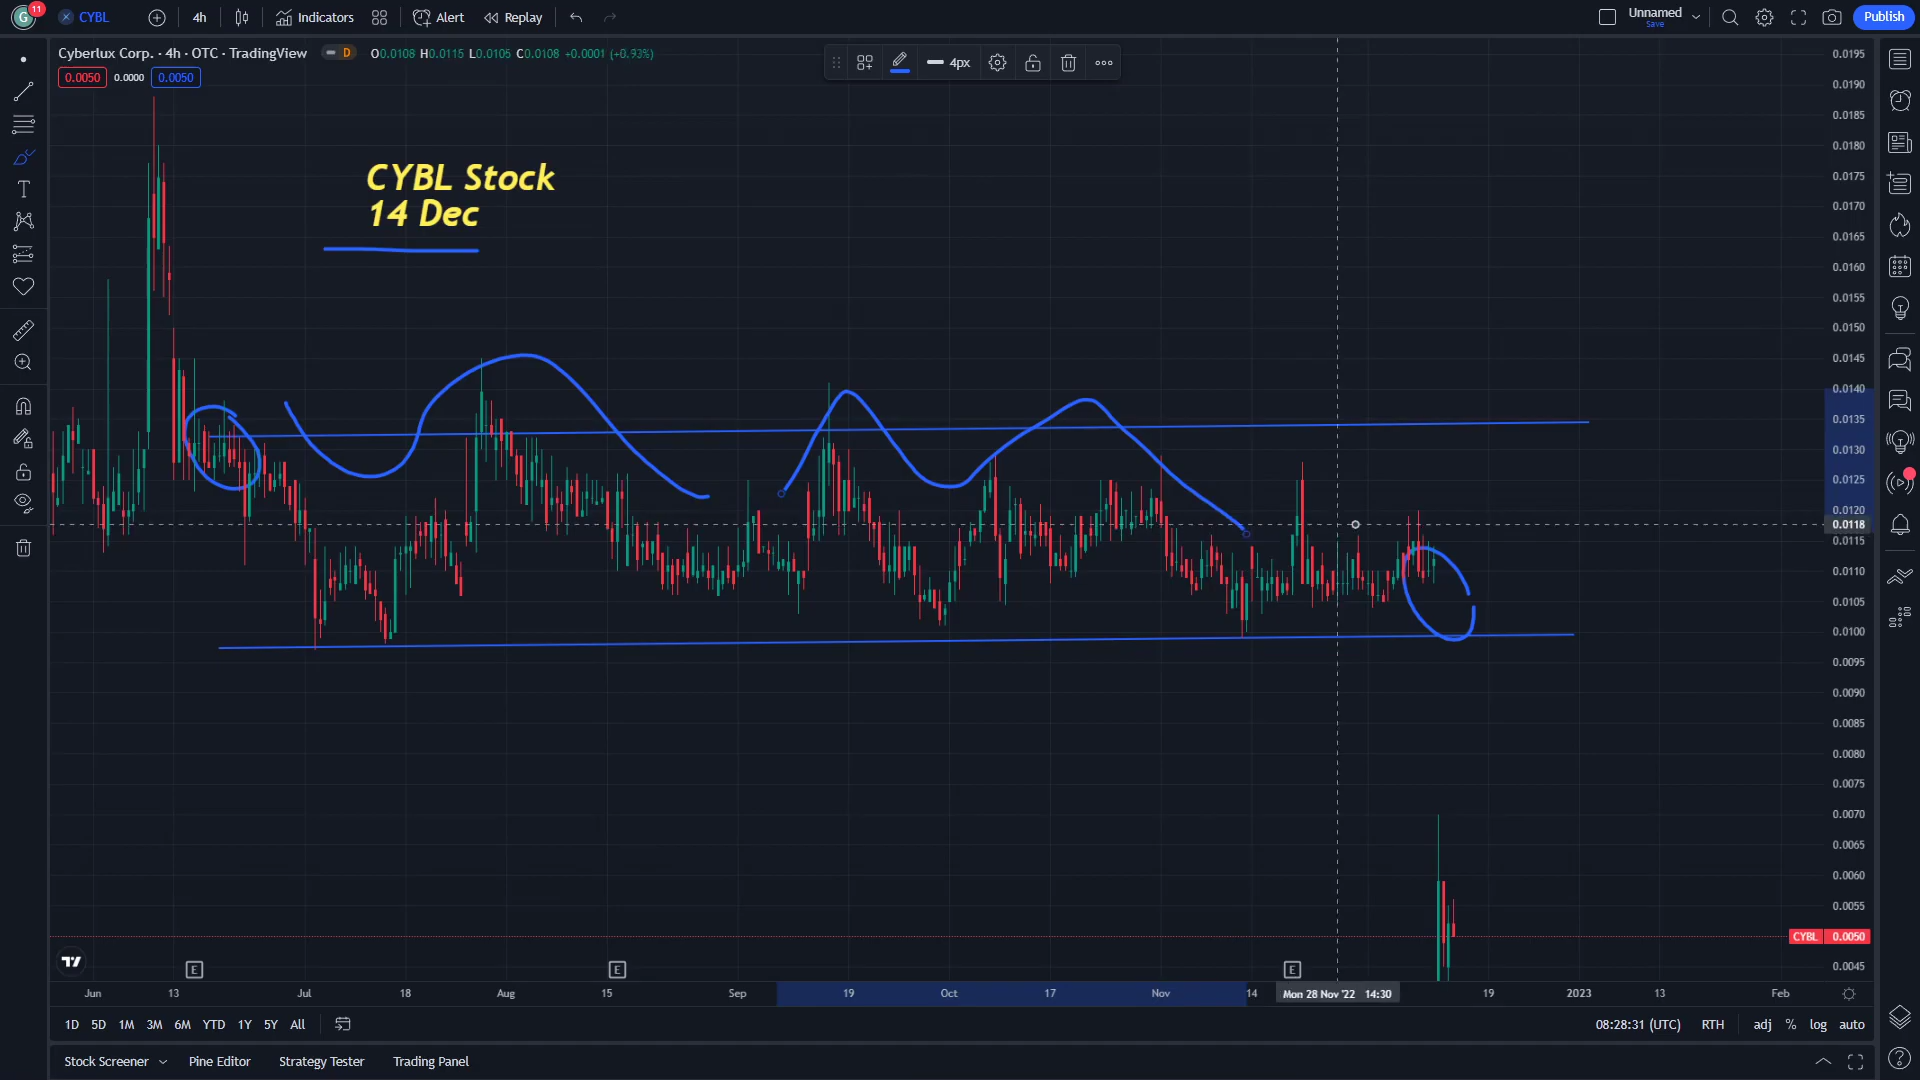 G 11 CYBL 4h Indicators Alert Replay Unnamed Save Publish
Cyberlux Corp. · 4h · OTC · TradingView D O0.0108 H0.0115 L0.0105 C0.0108 +0.0001 (+0.93%)
0.0050 0.0000 0.0050
4px
CYBL Stock
14 Dec
0.0195
0.0190
0.0185
0.0180
0.0175
0.0170
0.0165
0.0160
0.0155
0.0150
0.0145
0.0140
0.0135
0.0130
0.0125
0.0120
0.0118
0.0115
0.0110
0.0105
0.0100
0.0095
0.0090
0.0085
0.0080
0.0075
0.0070
0.0065
0.0060
0.0055
CYBL 0.0050
0.0045
E E E
Jun 13 Jul 18 Aug 15 Sep 19 Oct 17 Nov 14 Mon 28 Nov '22 14:30 19 2023 13 Feb
1D 5D 1M 3M 6M YTD 1Y 5Y All 08:28:31 (UTC) RTH adj % log auto
Stock Screener Pine Editor Strategy Tester Trading Panel